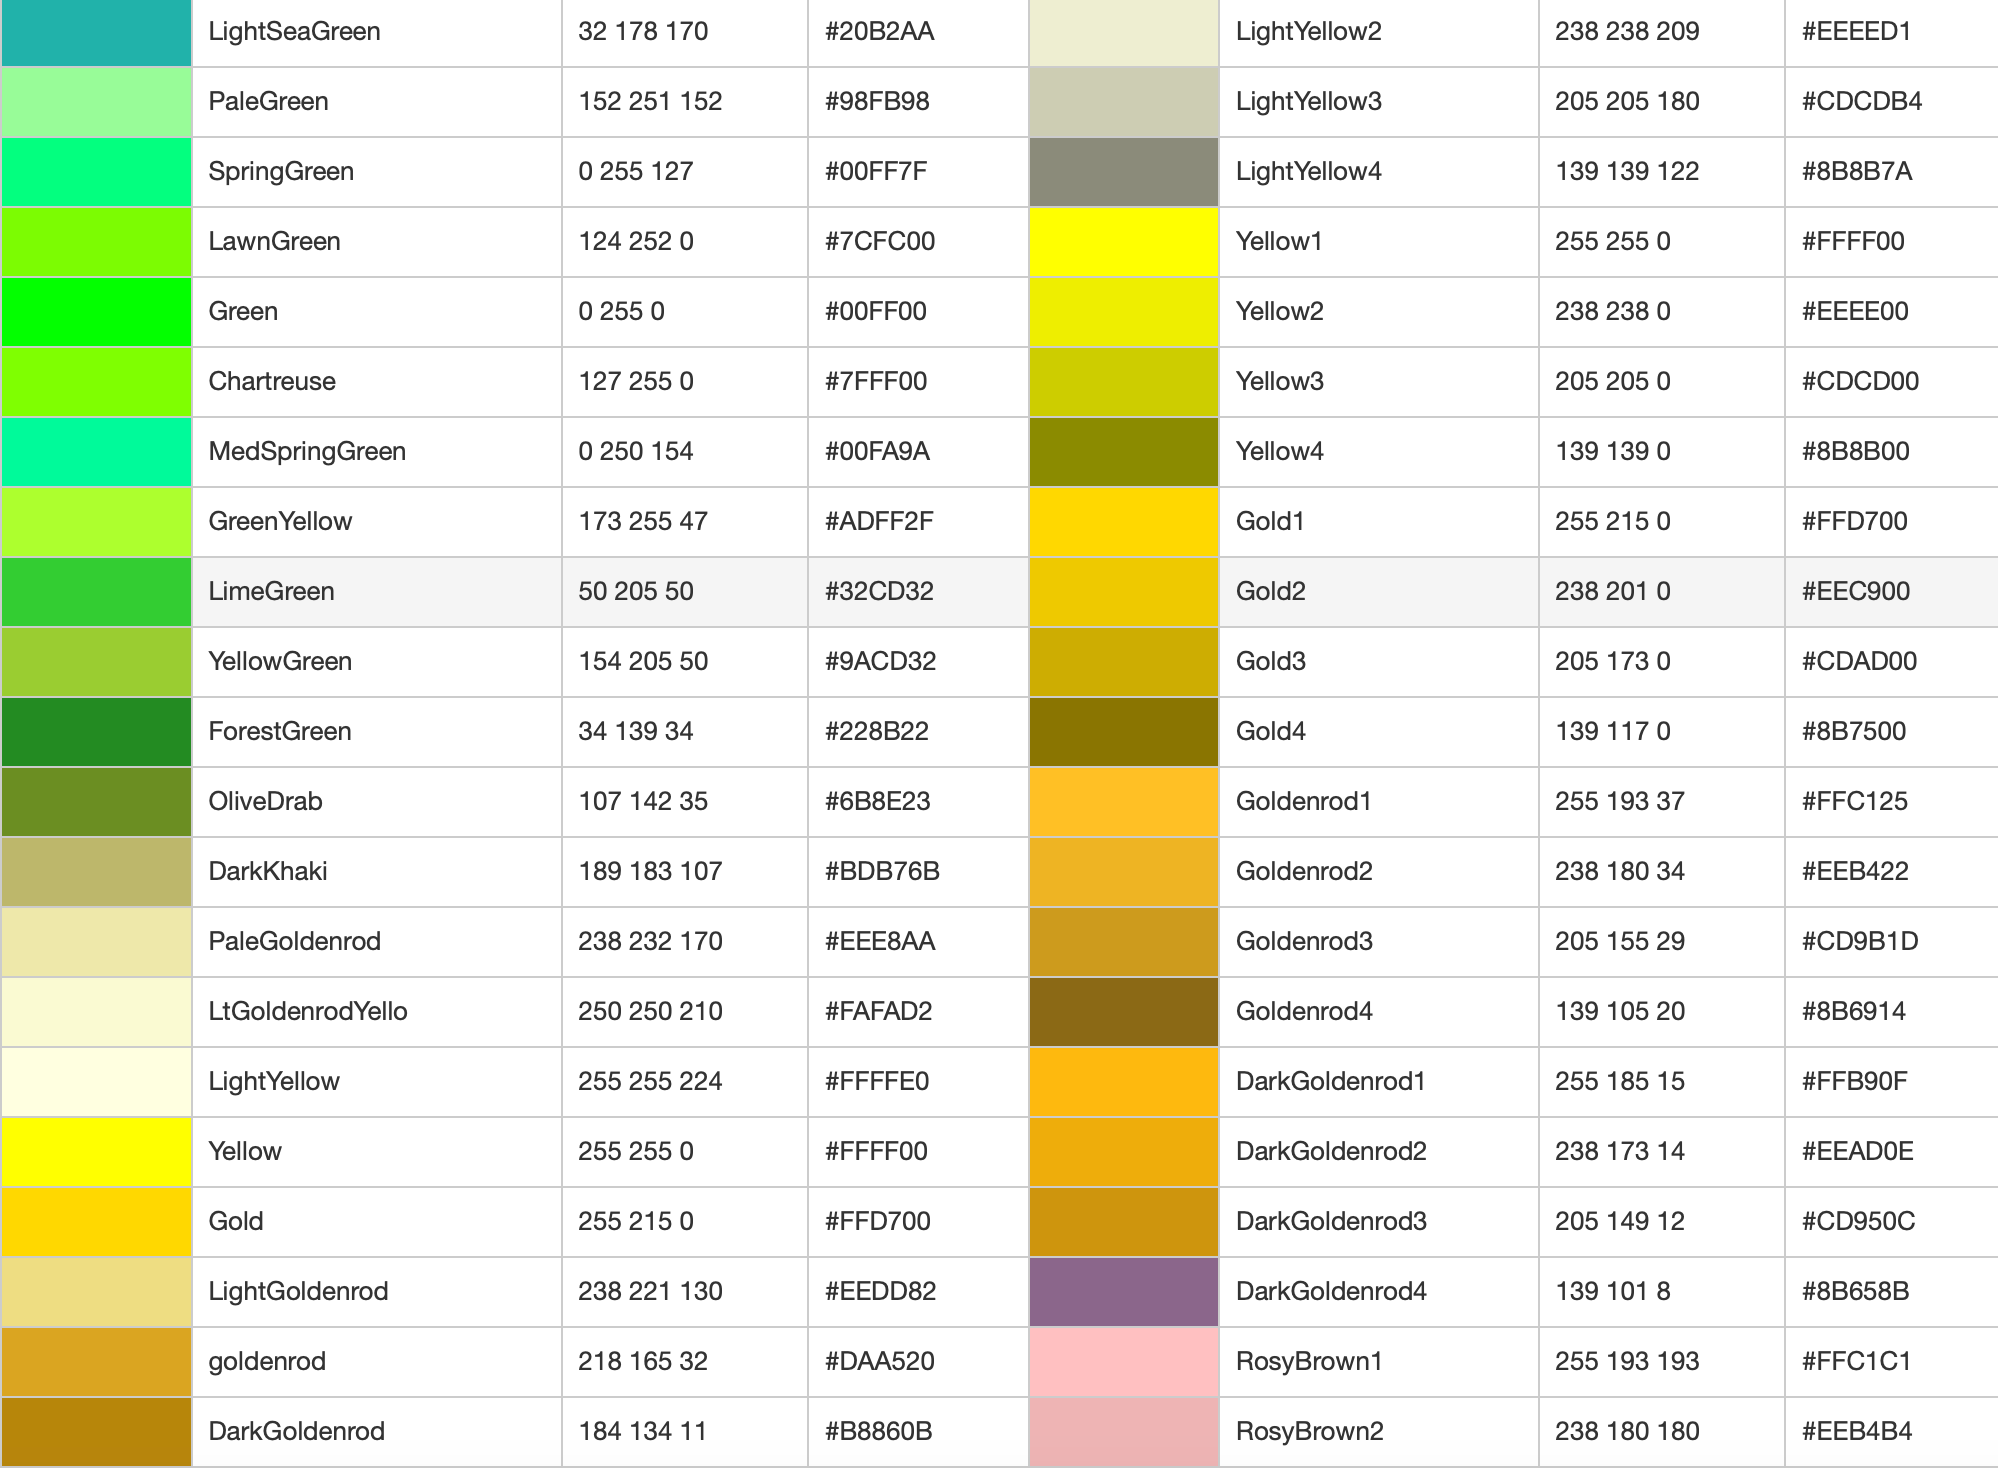 LightSeaGreen 32 178 170 #20B2AA LightYellow2 238 238 209 #EEEED1
PaleGreen 152 251 152 #98FB98 LightYellow3 205 205 180 #CDCDB4
SpringGreen 0 255 127 #00FF7F LightYellow4 139 139 122 #8B8B7A
LawnGreen 124 252 0 #7CFC00 Yellow1 255 255 0 #FFFF00
Green 0 255 0 #00FF00 Yellow2 238 238 0 #EEEE00
Chartreuse 127 255 0 #7FFF00 Yellow3 205 205 0 #CDCD00
MedSpringGreen 0 250 154 #00FA9A Yellow4 139 139 0 #8B8B00
GreenYellow 173 255 47 #ADFF2F Gold1 255 215 0 #FFD700
LimeGreen 50 205 50 #32CD32 Gold2 238 201 0 #EEC900
YellowGreen 154 205 50 #9ACD32 Gold3 205 173 0 #CDAD00
ForestGreen 34 139 34 #228B22 Gold4 139 117 0 #8B7500
OliveDrab 107 142 35 #6B8E23 Goldenrod1 255 193 37 #FFC125
DarkKhaki 189 183 107 #BDB76B Goldenrod2 238 180 34 #EEB422
PaleGoldenrod 238 232 170 #EEE8AA Goldenrod3 205 155 29 #CD9B1D
LtGoldenrodYello 250 250 210 #FAFAD2 Goldenrod4 139 105 20 #8B6914
LightYellow 255 255 224 #FFFFE0 DarkGoldenrod1 255 185 15 #FFB90F
Yellow 255 255 0 #FFFF00 DarkGoldenrod2 238 173 14 #EEAD0E
Gold 255 215 0 #FFD700 DarkGoldenrod3 205 149 12 #CD950C
LightGoldenrod 238 221 130 #EEDD82 DarkGoldenrod4 139 101 8 #8B658B
goldenrod 218 165 32 #DAA520 RosyBrown1 255 193 193 #FFC1C1
DarkGoldenrod 184 134 11 #B8860B RosyBrown2 238 180 180 #EEB4B4